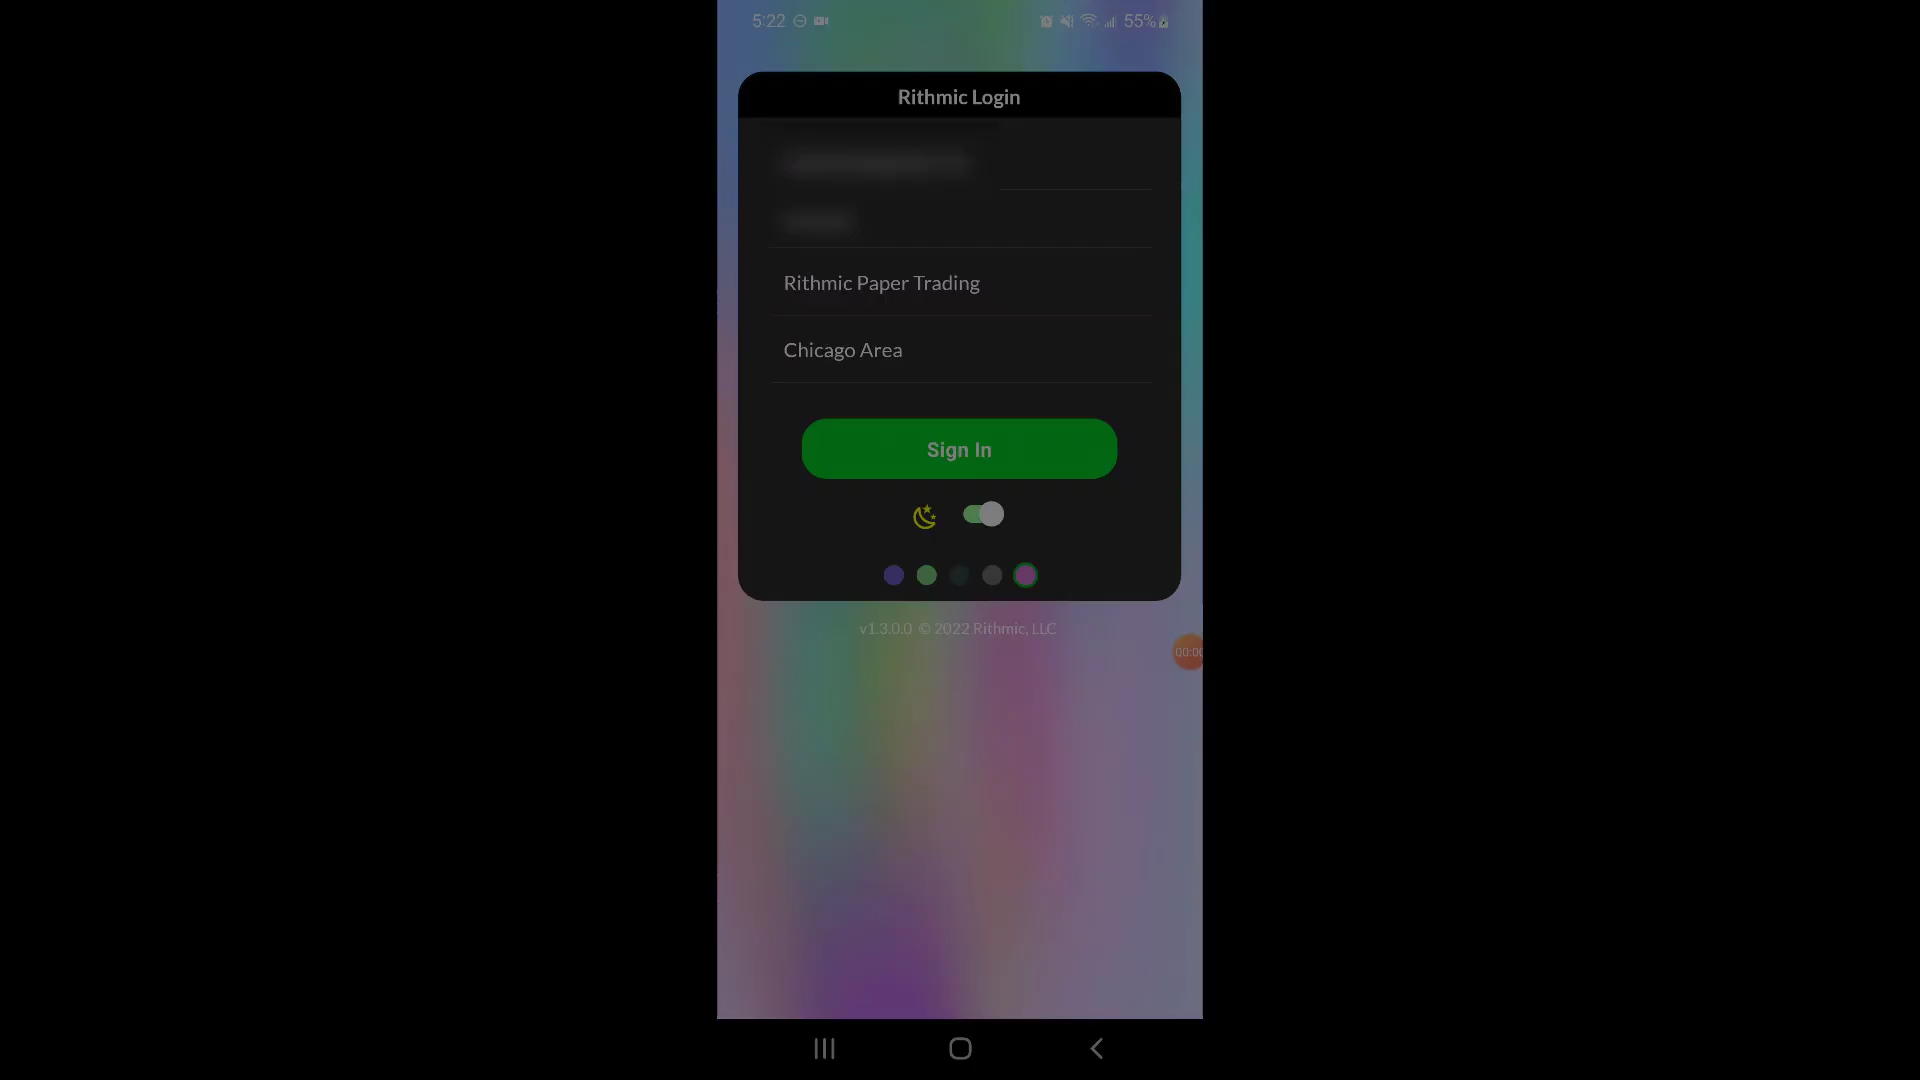 5:22
55%
Rithmic Login
Rithmic Paper Trading
Chicago Area
Sign In
v1.3.0.0 © 2022 Rithmic, LLC